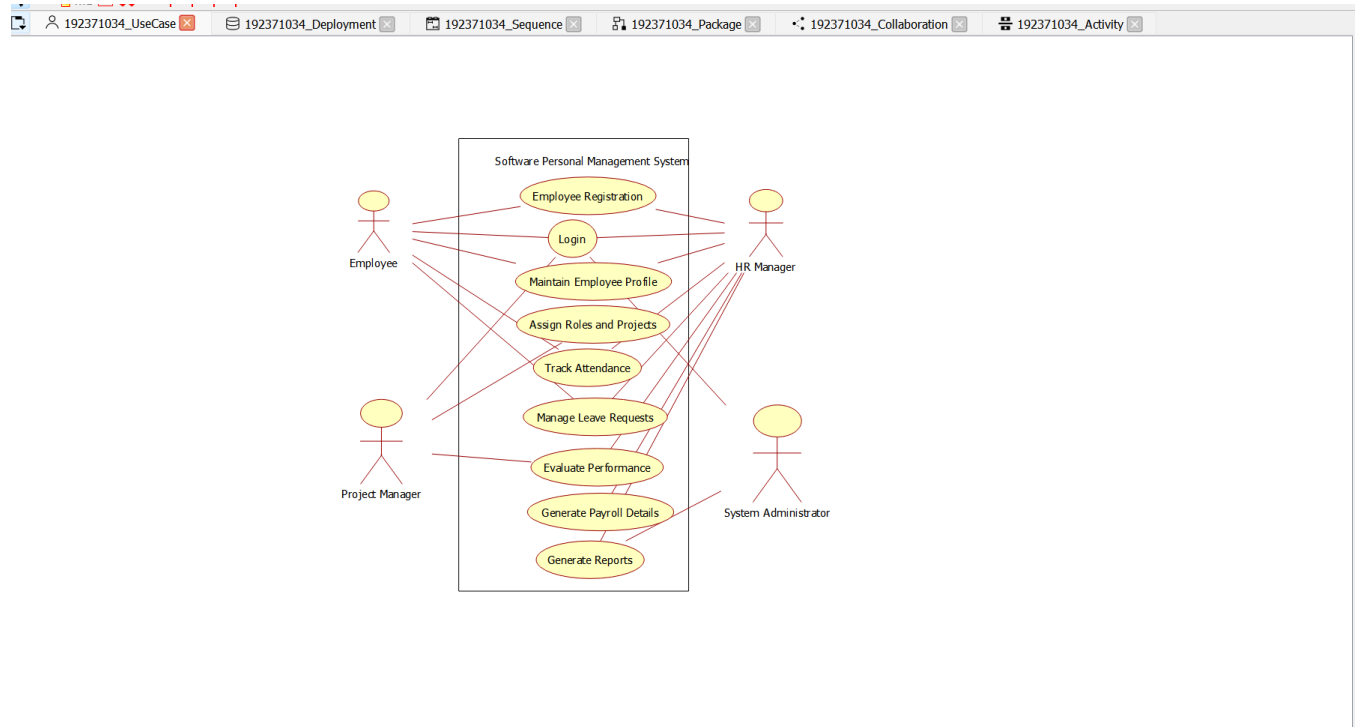 192371034_UseCase
192371034_Deployment
192371034_Sequence
192371034_Package
192371034_Collaboration
192371034_Activity
Software Personal Management System
Employee Registration
Login
Employee
HR Manager
Maintain Employee Profile
Assign Roles and Projects
Track Attendance
Manage Leave Requests
Evaluate Performance
Project Manager
Generate Payroll Details
System Administrator
Generate Reports